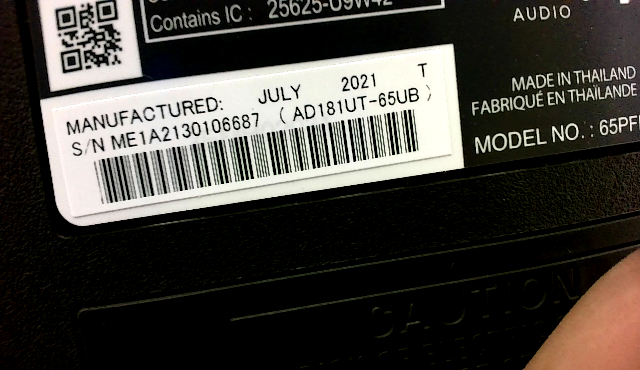 Contains IC : 25625-U9W42
AUDIO
MANUFACTURED: JULY 2021 T
S/N ME1A2130106687 ( AD181UT-65UB )
MADE IN THAILAND
FABRIQUÉ EN THAÏLANDE
MODEL NO. : 65PF
CAUTION